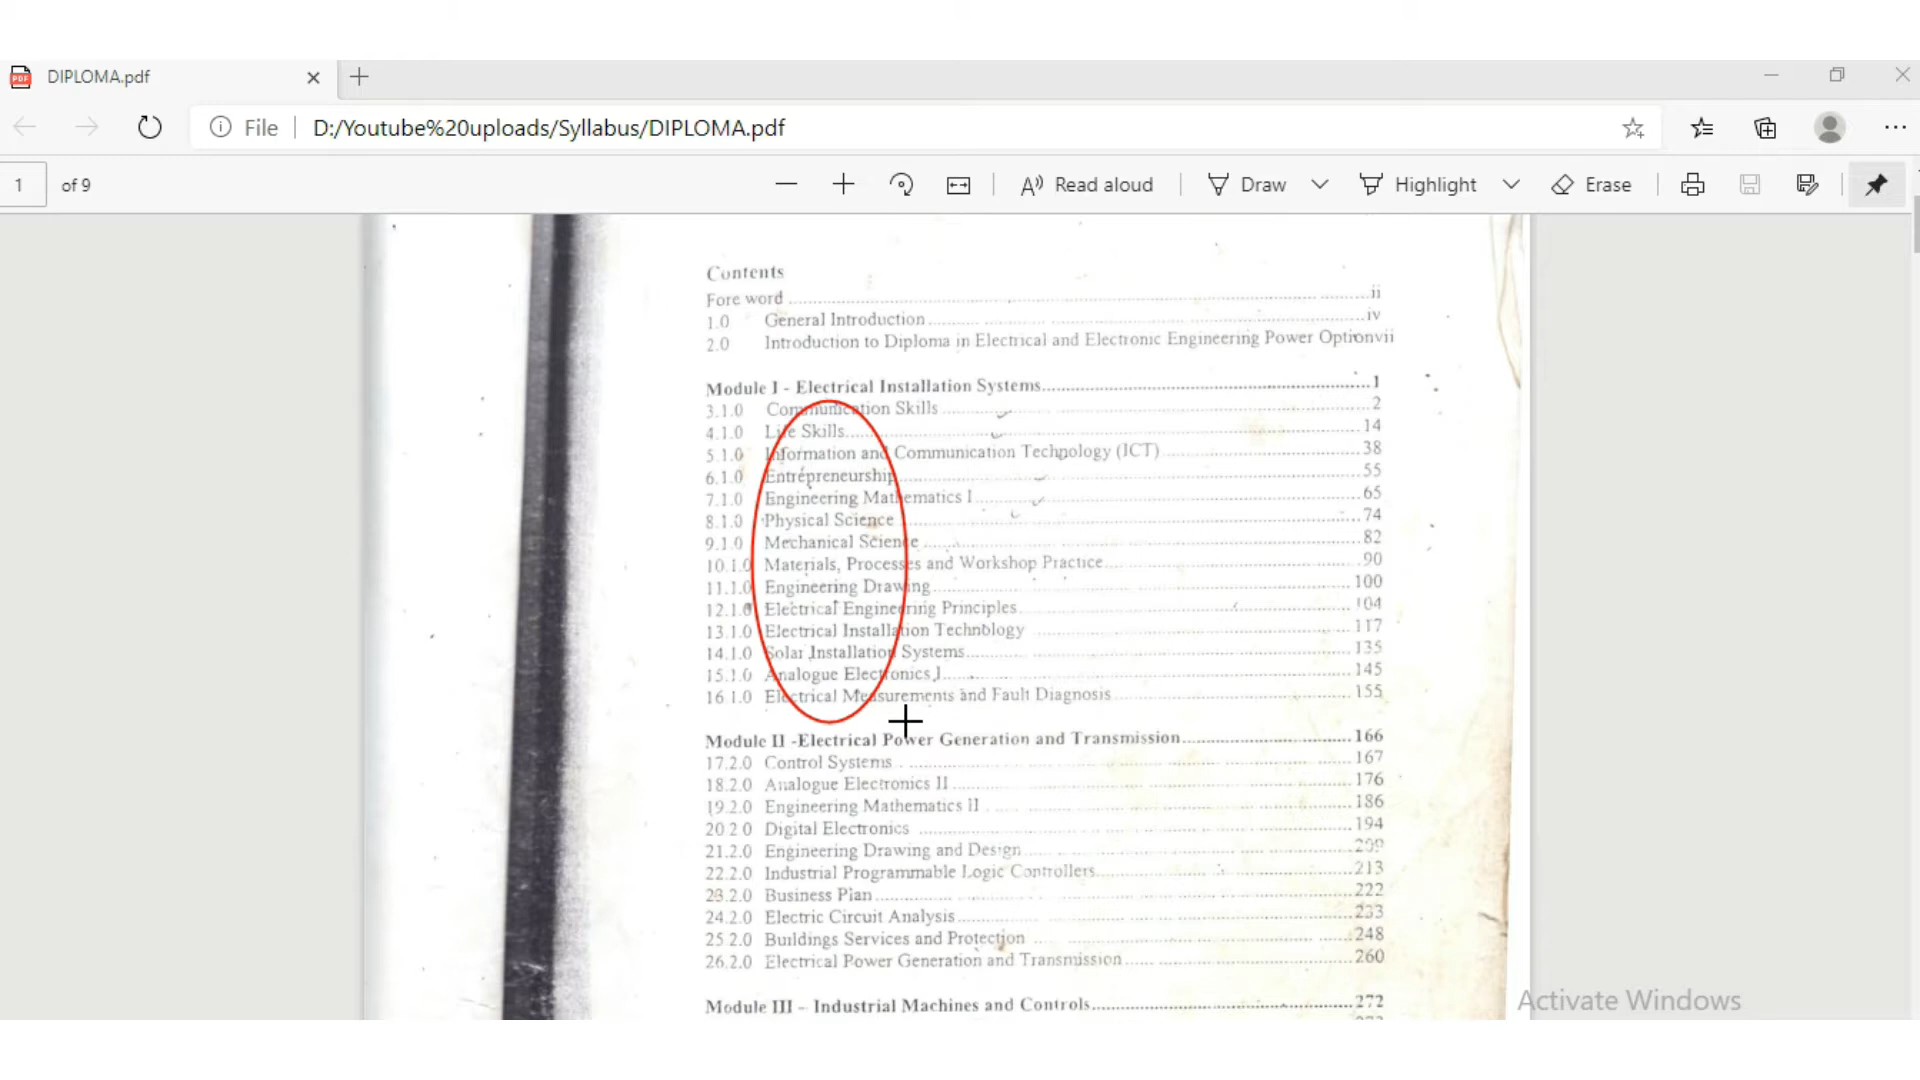 DIPLOMA.pdf
File D:/Youtube%20uploads/Syllabus/DIPLOMA.pdf
1 of 9 Read aloud Draw Highlight Erase
Contents
Fore word ii
1.0 General Introduction iv
2.0 Introduction to Diploma in Electrical and Electronic Engineering Power Optionvii
Module I - Electrical Installation Systems 1
3.1.0 Communication Skills 2
4.1.0 Life Skills 14
5.1.0 Information and Communication Technology (ICT) 38
6.1.0 Entrepreneurship 55
7.1.0 Engineering Mathematics I 65
8.1.0 Physical Science 74
9.1.0 Mechanical Science 82
10.1.0 Materials, Processes and Workshop Practice 90
11.1.0 Engineering Drawing 100
12.1.0 Electrical Engineering Principles 104
13.1.0 Electrical Installation Technology 117
14.1.0 Solar Installation Systems 135
15.1.0 Analogue Electronics I 145
16 1.0 Electrical Measurements and Fault Diagnosis 155
Module II -Electrical Power Generation and Transmission 166
17.2.0 Control Systems 167
18.2.0 Analogue Electronics II 176
19.2.0 Engineering Mathematics II 186
20 2 0 Digital Electronics 194
21.2.0 Engineering Drawing and Design 209
22.2.0 Industrial Programmable Logic Controllers 213
23.2.0 Business Plan 222
24.2.0 Electric Circuit Analysis 233
25 2.0 Buildings Services and Protection 248
26.2.0 Electrical Power Generation and Transmission 260
Module III – Industrial Machines and Controls 272
Activate Windows